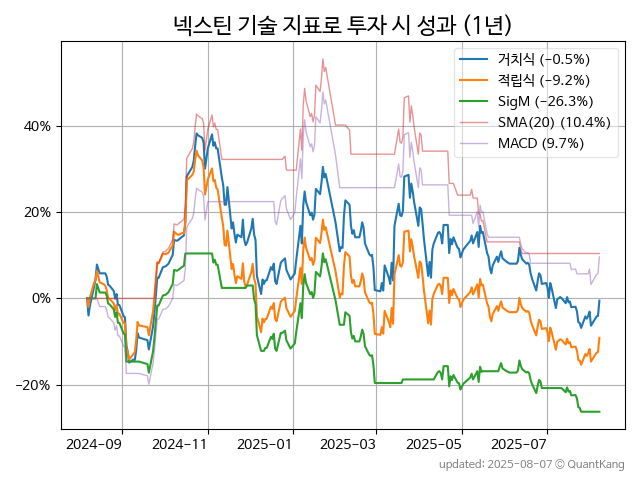 넥스틴 기술 지표로 투자 시 성과 (1년)
거치식 (−0.5%)
적립식 (−9.2%)
SigM (−26.3%)
SMA(20) (10.4%)
MACD (9.7%)
40%
20%
0%
−20%
2024-09 2024-11 2025-01 2025-03 2025-05 2025-07
updated: 2025-08-07 © QuantKang